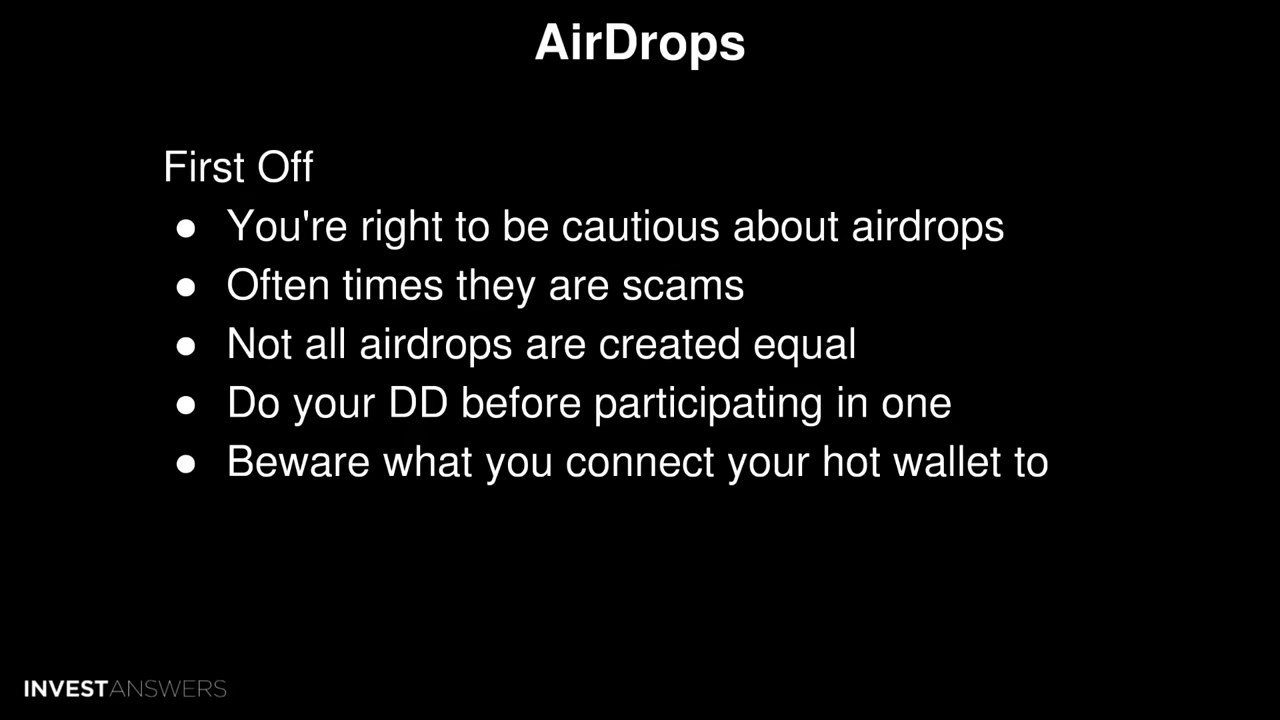 AirDrops
First Off
● You're right to be cautious about airdrops
● Often times they are scams
● Not all airdrops are created equal
● Do your DD before participating in one
● Beware what you connect your hot wallet to
INVESTANSWERS